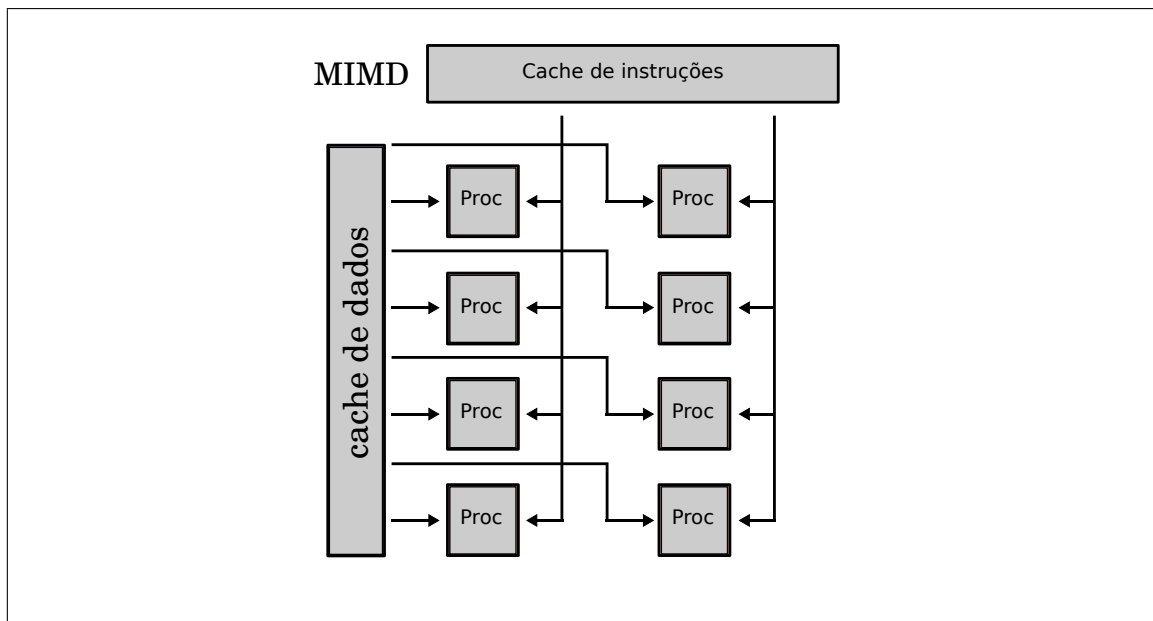 MIMD
Cache de instruções
cache de dados
Proc
Proc
Proc
Proc
Proc
Proc
Proc
Proc